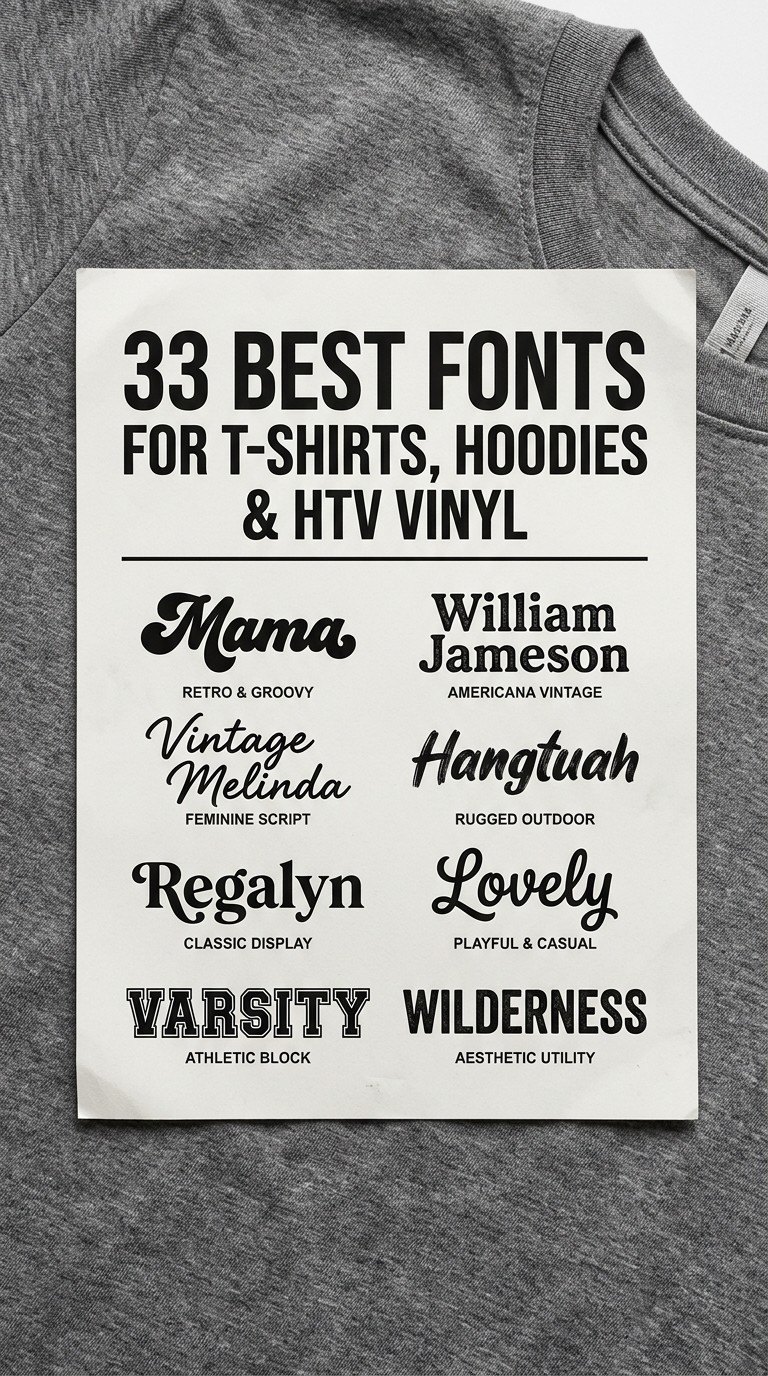 33 BEST FONTS
FOR T-SHIRTS, HOODIES
& HTV VINYL
Mama
RETRO & GROOVY
William
Jameson
AMERICANA VINTAGE
Vintage
Melinda
FEMININE SCRIPT
Hangtuah
RUGGED OUTDOOR
Regalyn
CLASSIC DISPLAY
Lovely
PLAYFUL & CASUAL
VARSITY
ATHLETIC BLOCK
WILDERNESS
AESTHETIC UTILITY